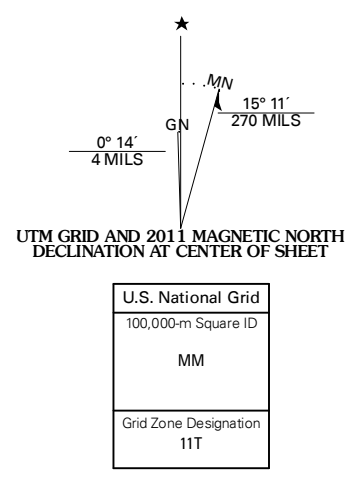 MN
15° 11´
270 MILS
GN
0° 14´
4 MILS
UTM GRID AND 2011 MAGNETIC NORTH
DECLINATION AT CENTER OF SHEET
U.S. National Grid
100,000-m Square ID
MM
Grid Zone Designation
11T